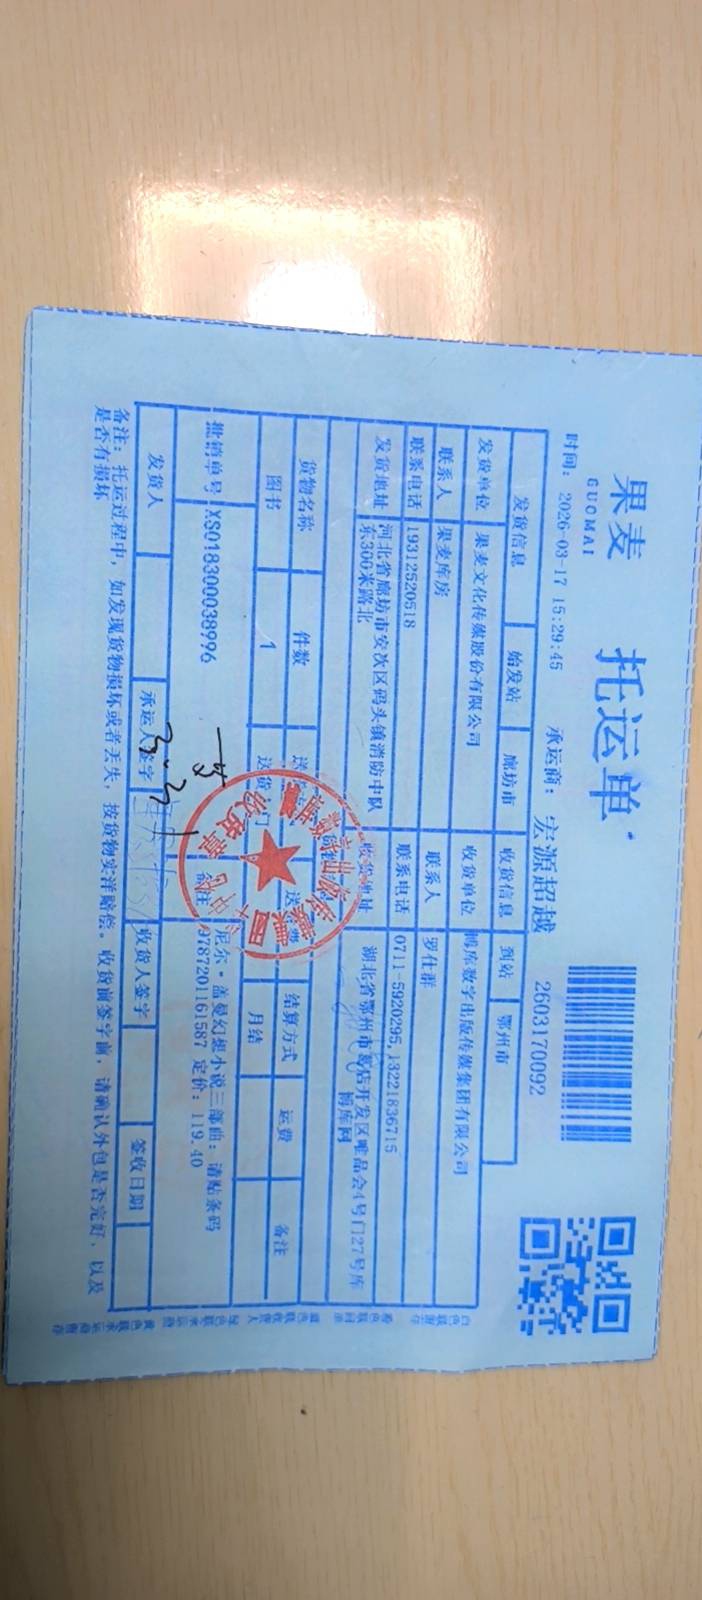 果麦
GUOMAI
托运单
2603170092
时间: 2026-03-17 15:29:45 承运商: 宏源超越
发货信息 始发站 廊坊市 收货信息 到站 鄂州市
发货单位 果麦文化传媒股份有限公司 收货单位 博库数字出版传媒集团有限公司
联系人 果麦库房 联系人 罗仕群
联系电话 19312520518 联系电话 0711-5920295,13221836715
发货地址 河北省廊坊市安次区码头镇消防中队东300米路北 收货地址 湖北省鄂州市葛店开发区唯品会4号门27号库 博库网
货物名称 件数 结算方式 运费 备注
图书 1 月结
批销单号 XS018300038996 备注 尼尔·盖曼幻想小说三部曲: 请贴条码
9787201161587 定价: 119.40
发货人 承运人签字 收货人签字 签收日期
备注: 托运过程中, 如发现货物损坏或者丢失, 按货物实洋赔偿。收货前签字前, 请确认外包是否完好, 以及
是否有损坏